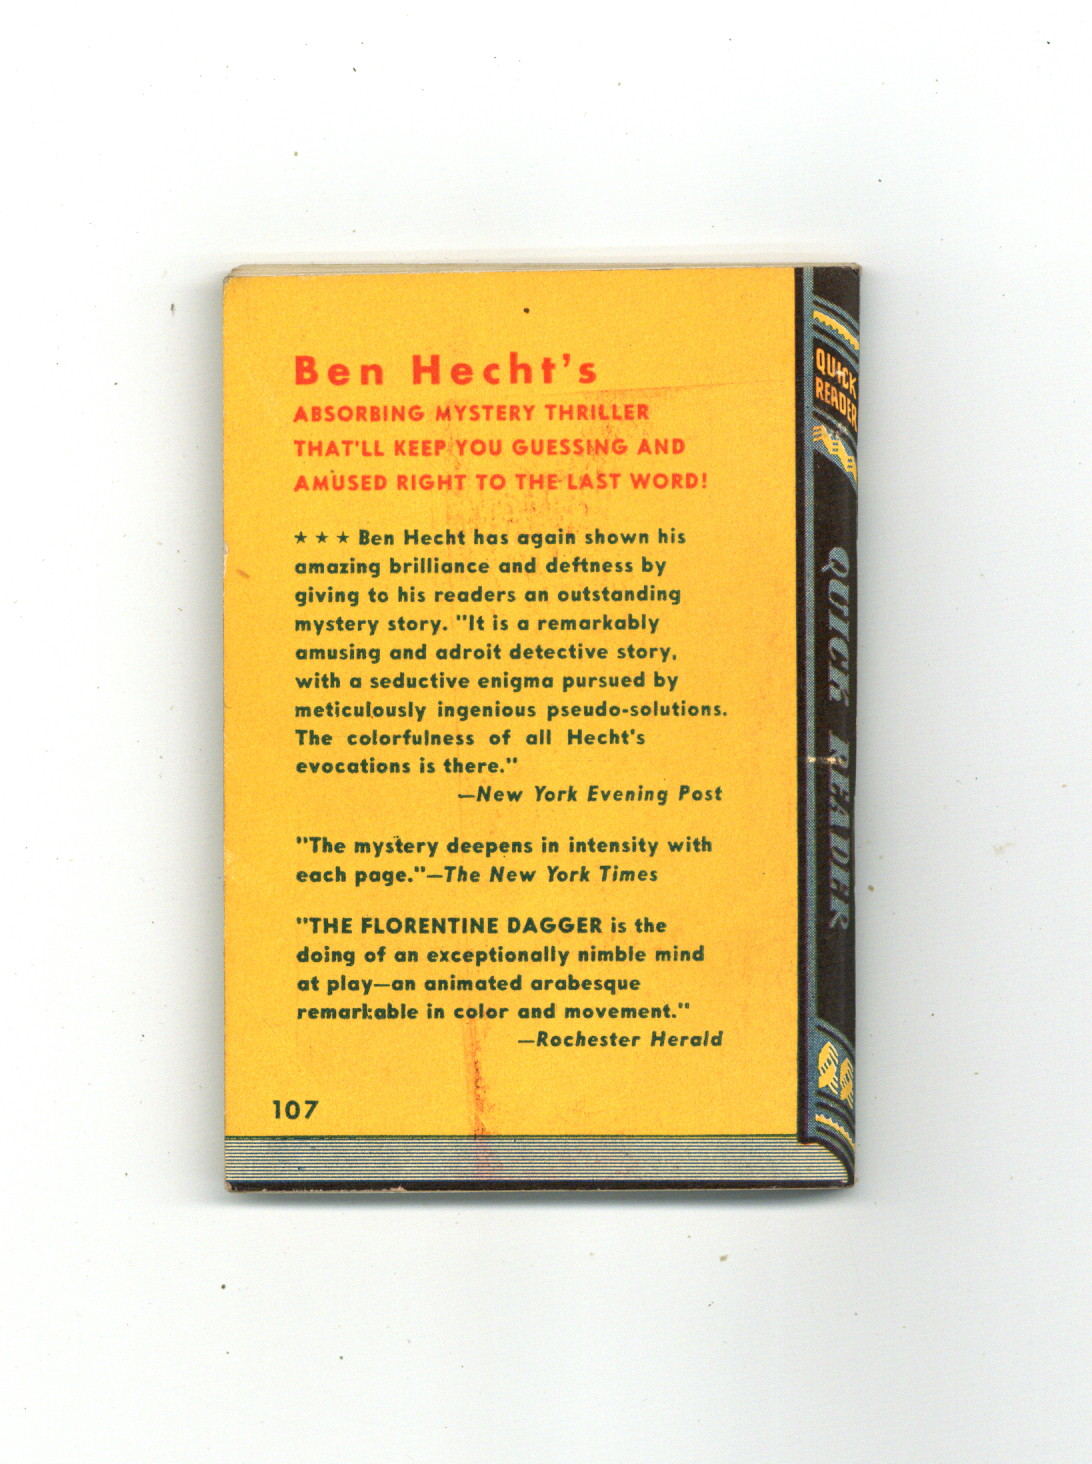 Ben Hecht's
ABSORBING MYSTERY THRILLER
THAT'LL KEEP YOU GUESSING AND
AMUSED RIGHT TO THE LAST WORD!
★ ★ ★ Ben Hecht has again shown his
amazing brilliance and deftness by
giving to his readers an outstanding
mystery story. "It is a remarkably
amusing and adroit detective story,
with a seductive enigma pursued by
meticulously ingenious pseudo-solutions.
The colorfulness of all Hecht's
evocations is there."
—New York Evening Post
"The mystery deepens in intensity with
each page."—The New York Times
"THE FLORENTINE DAGGER is the
doing of an exceptionally nimble mind
at play—an animated arabesque
remarkable in color and movement."
—Rochester Herald
107
QUICK
READER
QUICK READER